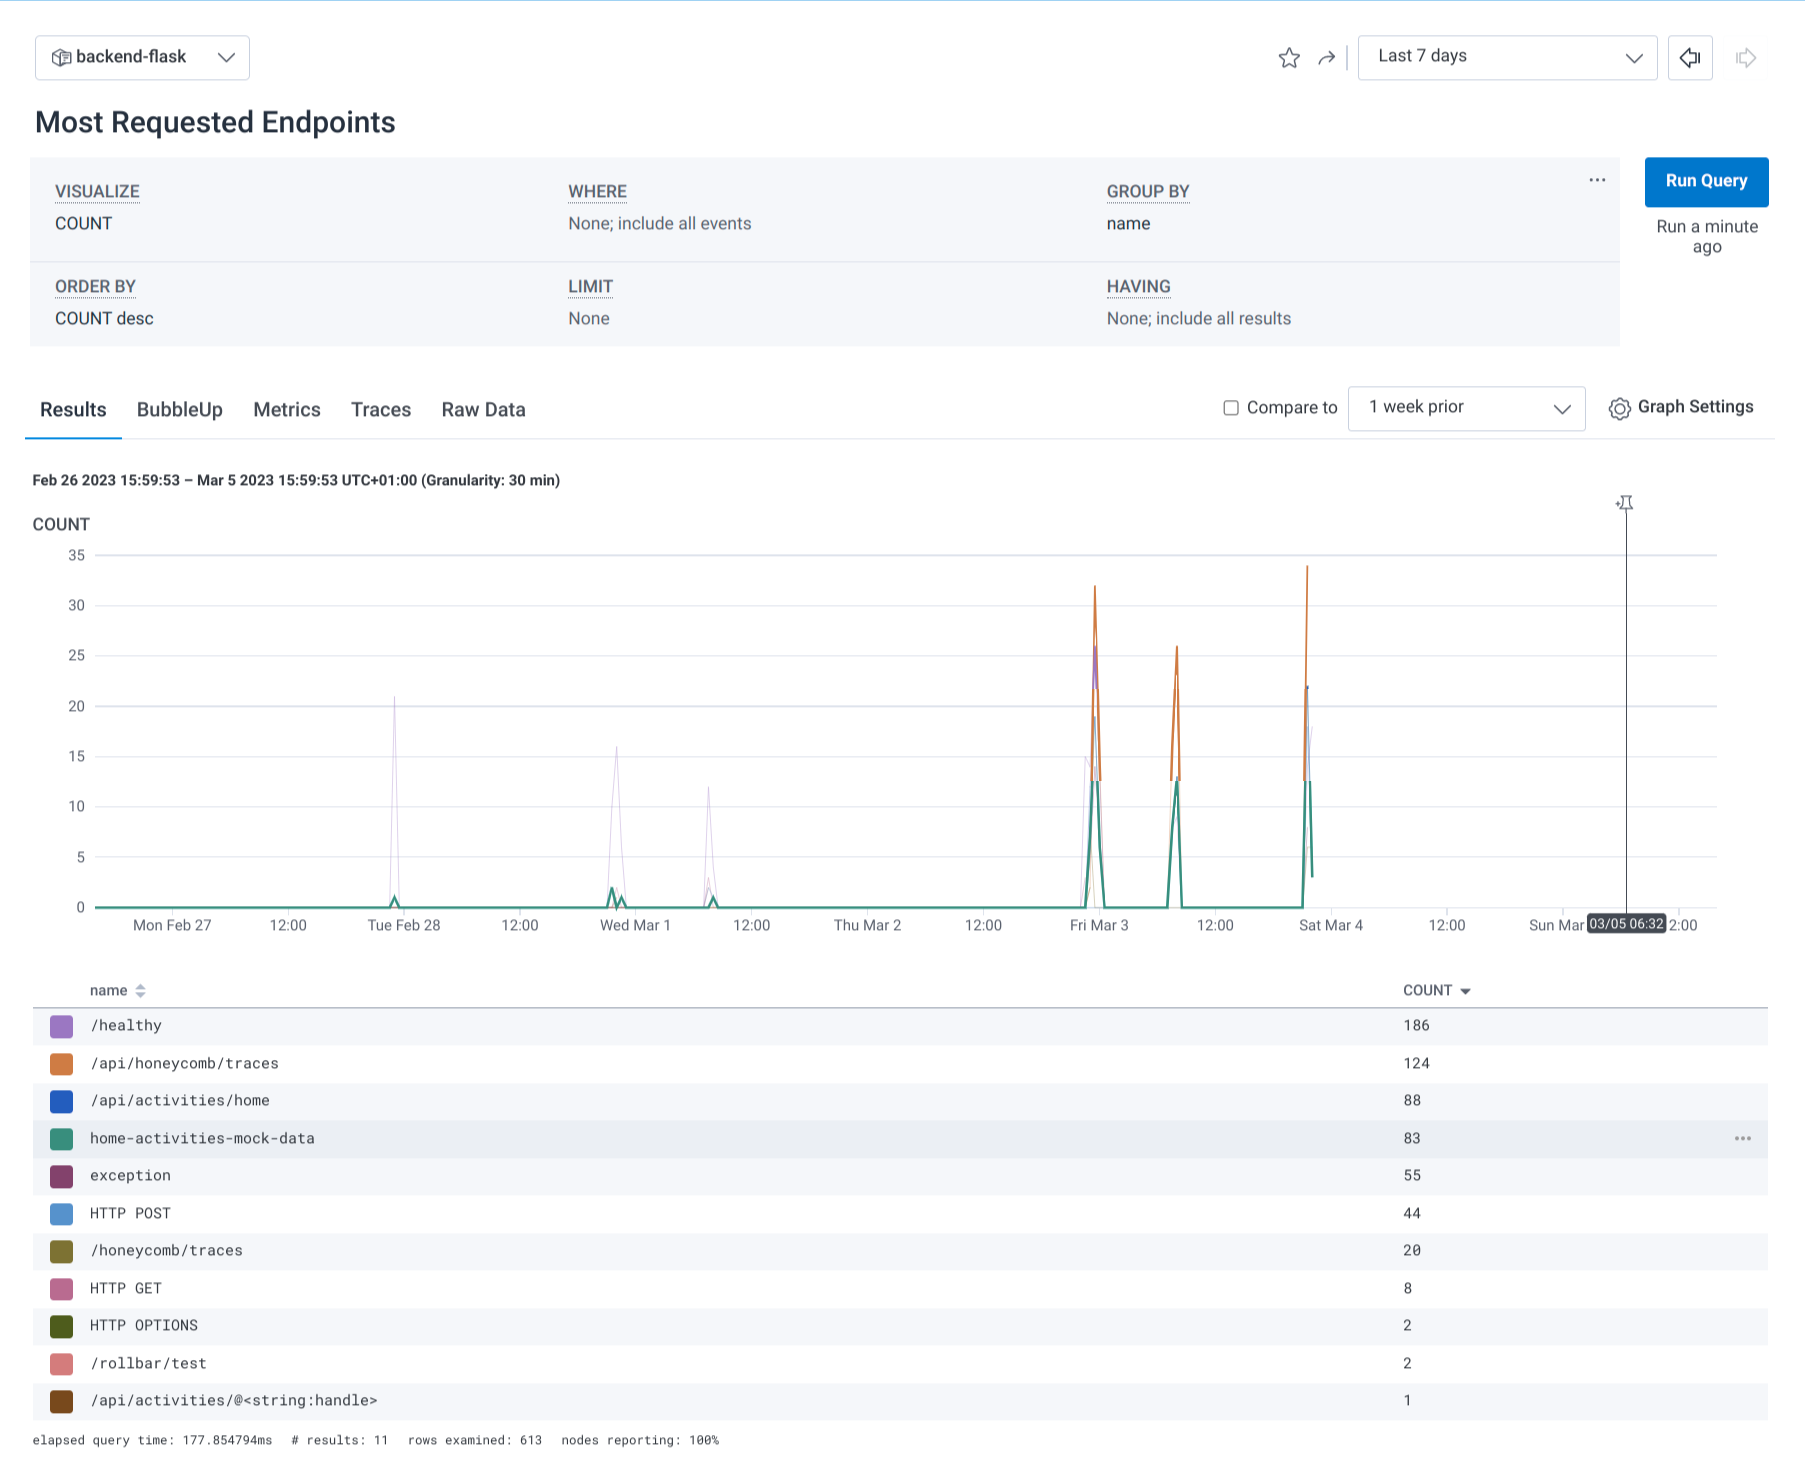 backend-flask
Last 7 days
Most Requested Endpoints
VISUALIZE
COUNT
WHERE
None; include all events
GROUP BY
name
Run Query
Run a minute
ago
ORDER BY
COUNT desc
LIMIT
None
HAVING
None; include all results
Results BubbleUp Metrics Traces Raw Data
Compare to
1 week prior
Graph Settings
Feb 26 2023 15:59:53 – Mar 5 2023 15:59:53 UTC+01:00 (Granularity: 30 min)
COUNT
35
30
25
20
15
10
5
0
Mon Feb 27 12:00 Tue Feb 28 12:00 Wed Mar 1 12:00 Thu Mar 2 12:00 Fri Mar 3 12:00 Sat Mar 4 12:00 Sun Mar 03/05 06:32 2:00
name COUNT
/healthy 186
/api/honeycomb/traces 124
/api/activities/home 88
home-activities-mock-data 83
exception 55
HTTP POST 44
/honeycomb/traces 20
HTTP GET 8
HTTP OPTIONS 2
/rollbar/test 2
/api/activities/@<string:handle> 1
elapsed query time: 177.854794ms # results: 11 rows examined: 613 nodes reporting: 100%